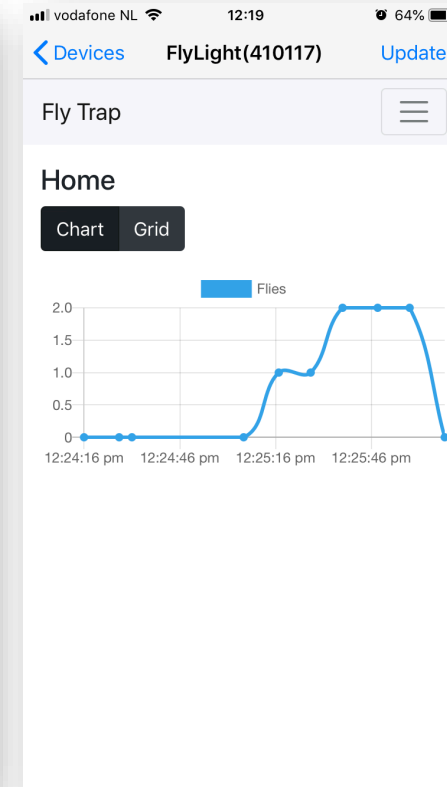 vodafone NL 12:19 64%
Devices FlyLight(410117) Update
Fly Trap
Home
Chart Grid
Flies
2.0
1.5
1.0
0.5
0
12:24:16 pm 12:24:46 pm 12:25:16 pm 12:25:46 pm